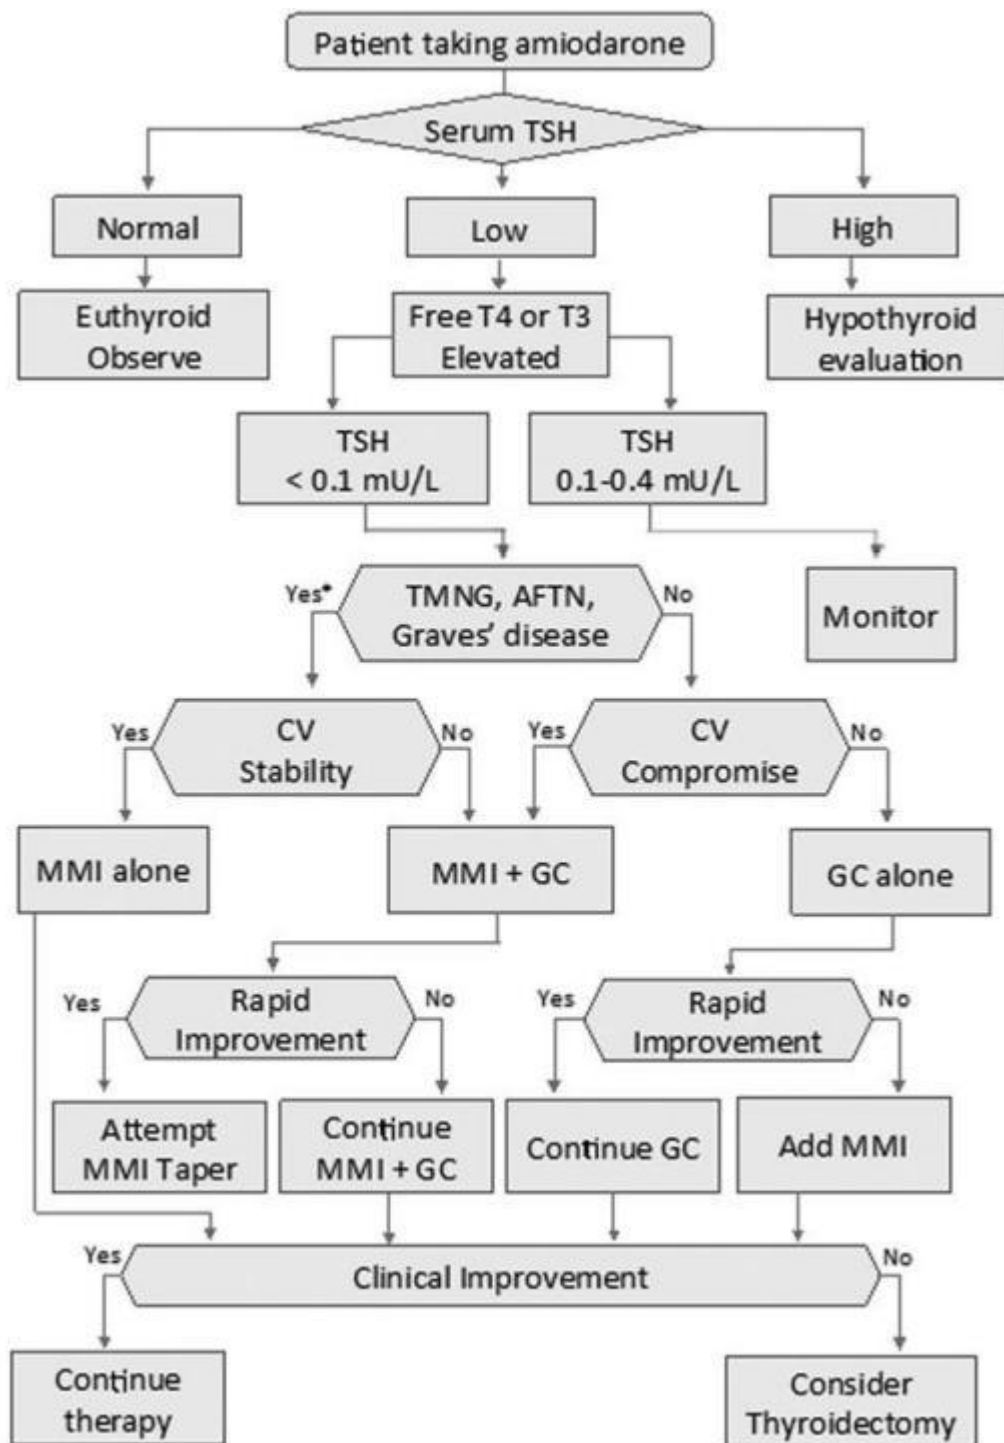 Patient taking amiodarone
Serum TSH
Normal
Low
High
Euthyroid
Observe
Free T4 or T3
Elevated
Hypothyroid
evaluation
TSH
< 0.1 mU/L
TSH
0.1-0.4 mU/L
Yes*
TMNG, AFTN,
Graves' disease
No
Monitor
Yes
CV
Stability
No
Yes
CV
Compromise
No
MMI alone
MMI + GC
GC alone
Yes
Rapid
Improvement
No
Yes
Rapid
Improvement
No
Attempt
MMI Taper
Continue
MMI + GC
Continue GC
Add MMI
Yes
Clinical Improvement
No
Continue
therapy
Consider
Thyroidectomy